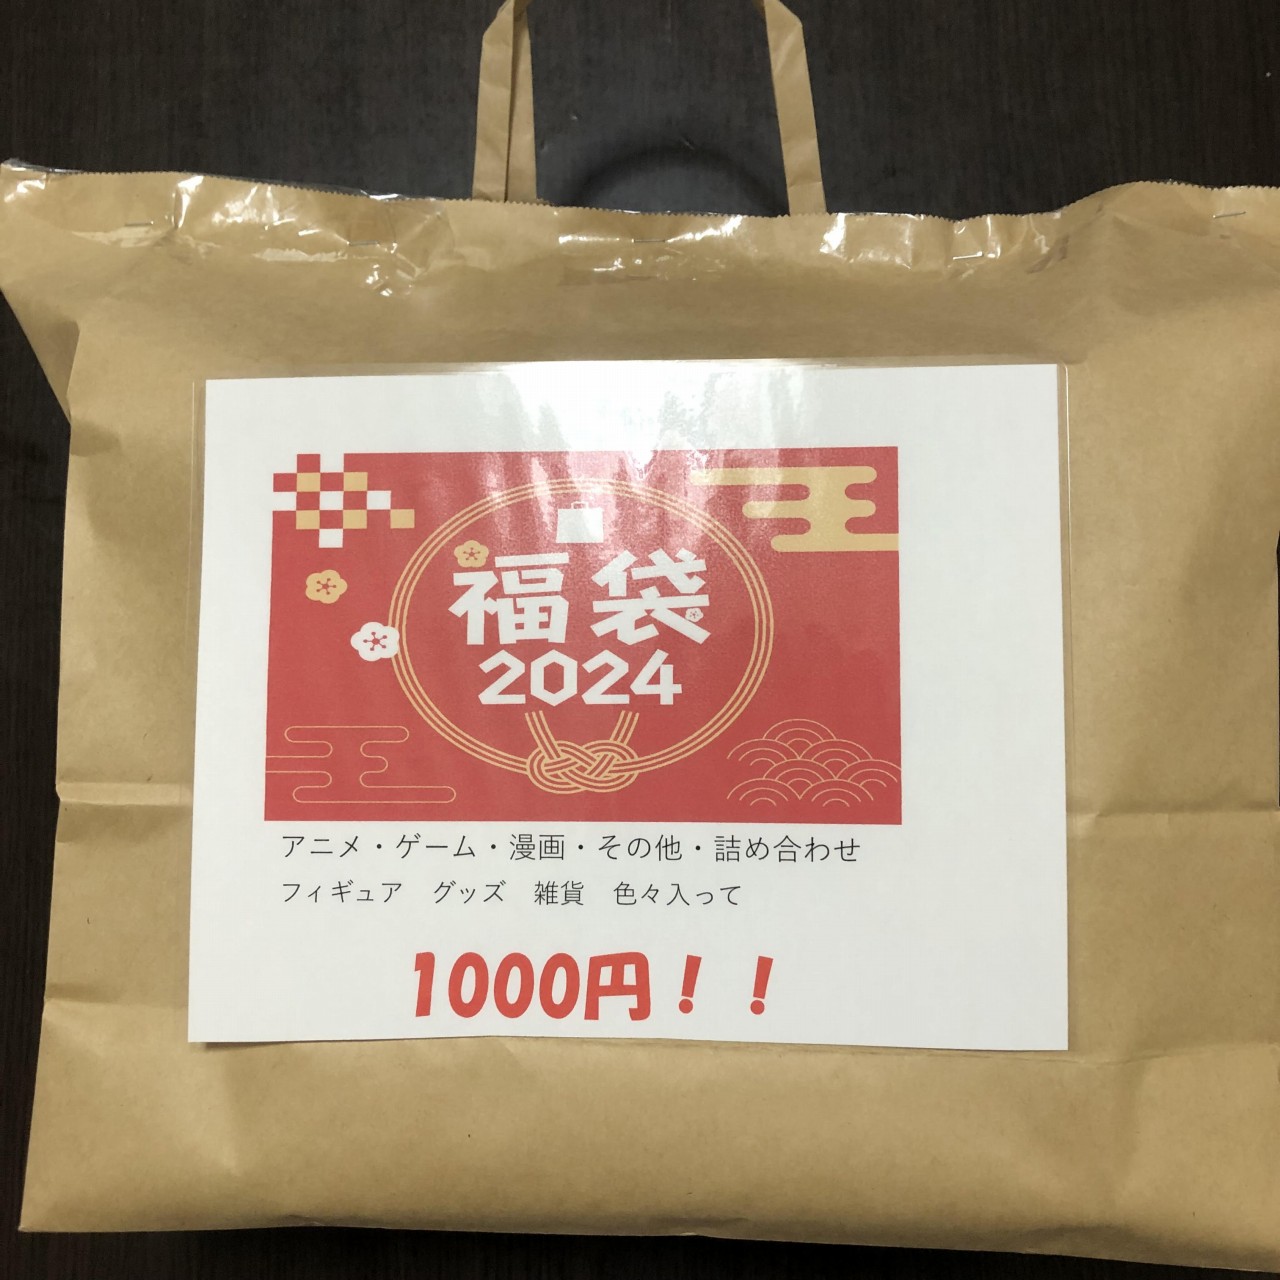 福袋
2024
アニメ・ゲーム・漫画・その他・詰め合わせ
フィギュア　グッズ　雑貨　色々入って
1000円！！